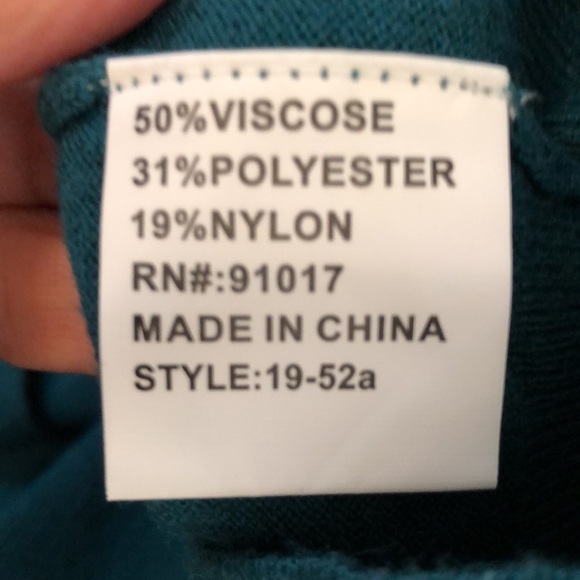 50%VISCOSE
31%POLYESTER
19%NYLON
RN#:91017
MADE IN CHINA
STYLE:19-52a